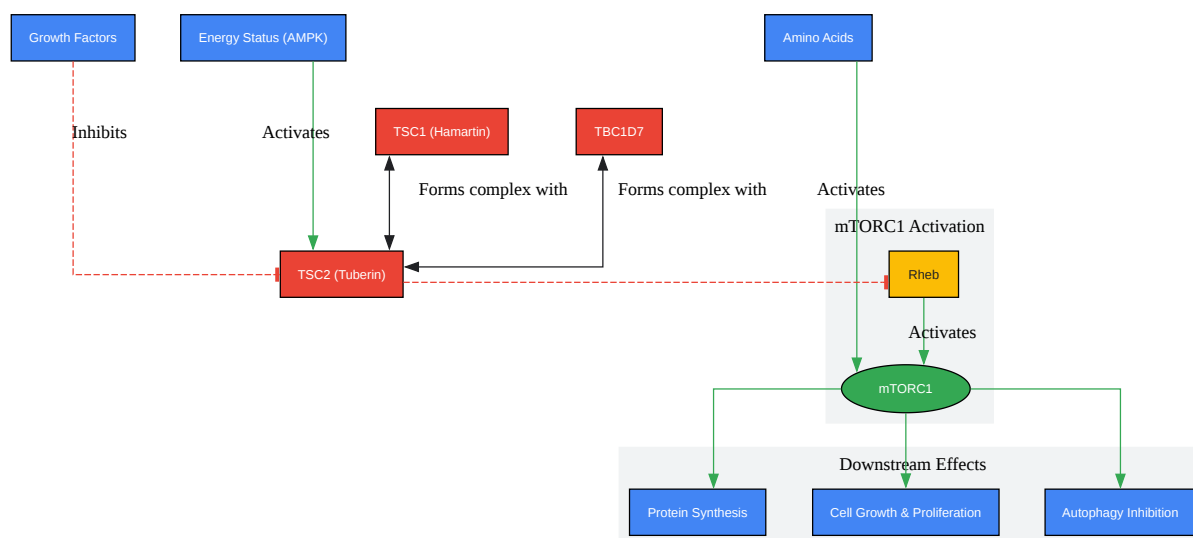 Growth Factors
Energy Status (AMPK)
Amino Acids
Inhibits
Activates
TSC1 (Hamartin)
TBC1D7
Forms complex with
Forms complex with
Activates
mTORC1 Activation
TSC2 (Tuberin)
Rheb
Activates
mTORC1
Downstream Effects
Protein Synthesis
Cell Growth & Proliferation
Autophagy Inhibition